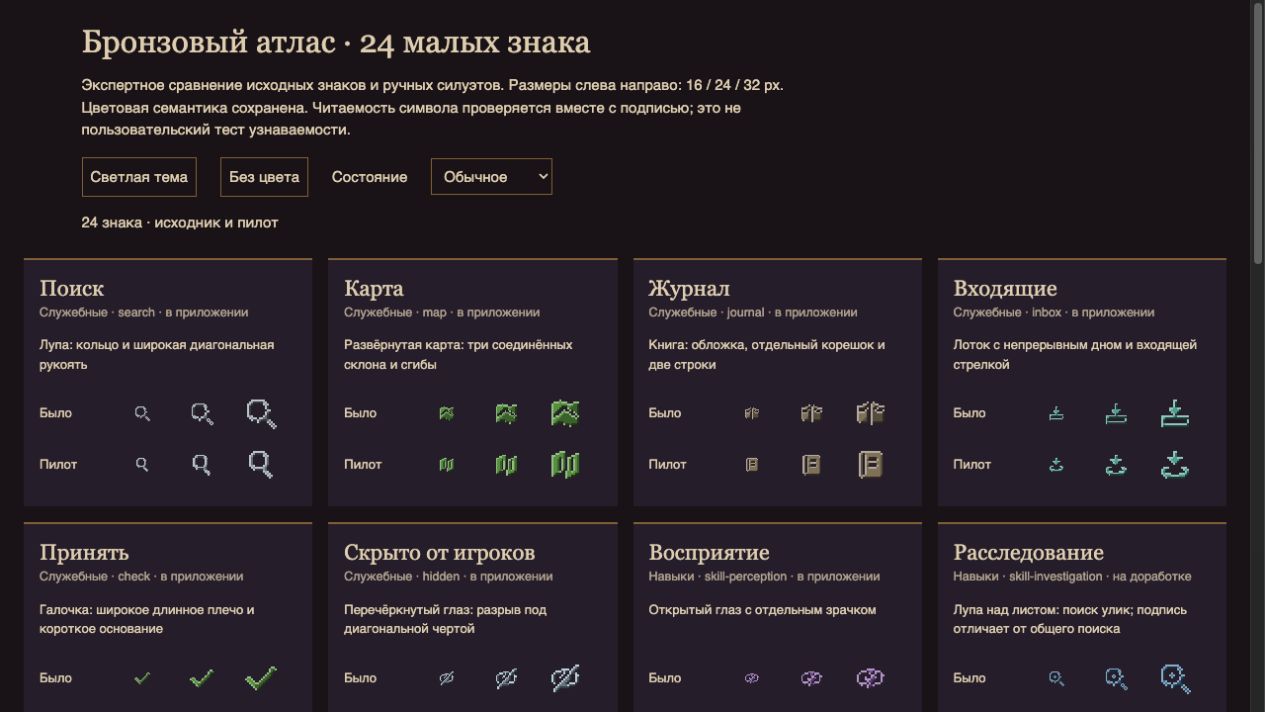 Бронзовый атлас · 24 малых знака
Экспертное сравнение исходных знаков и ручных силуэтов. Размеры слева направо: 16 / 24 / 32 px.
Цветовая семантика сохранена. Читаемость символа проверяется вместе с подписью; это не
пользовательский тест узнаваемости.
Светлая тема Без цвета Состояние Обычное
24 знака · исходник и пилот
Поиск
Служебные · search · в приложении
Лупа: кольцо и широкая диагональная
рукоять
Было
Пилот
Карта
Служебные · map · в приложении
Развёрнутая карта: три соединённых
склона и сгибы
Было
Пилот
Журнал
Служебные · journal · в приложении
Книга: обложка, отдельный корешок и
две строки
Было
Пилот
Входящие
Служебные · inbox · в приложении
Лоток с непрерывным дном и входящей
стрелкой
Было
Пилот
Принять
Служебные · check · в приложении
Галочка: широкое длинное плечо и
короткое основание
Было
Скрыто от игроков
Служебные · hidden · в приложении
Перечёркнутый глаз: разрыв под
диагональной чертой
Было
Восприятие
Навыки · skill-perception · в приложении
Открытый глаз с отдельным зрачком
Было
Расследование
Навыки · skill-investigation · на доработке
Лупа над листом: поиск улик; подпись
отличает от общего поиска
Было